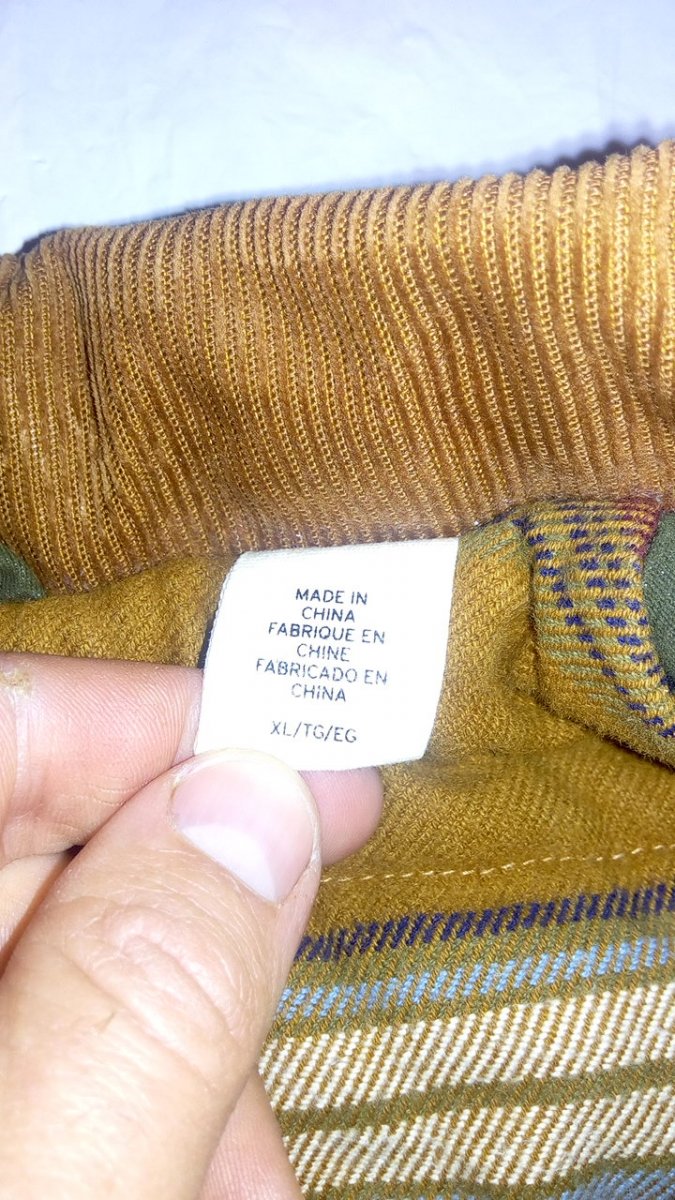 MADE IN
CHINA
FABRIQUE EN
CHINE
FABRICADO EN
CHINA
XL/TG/EG